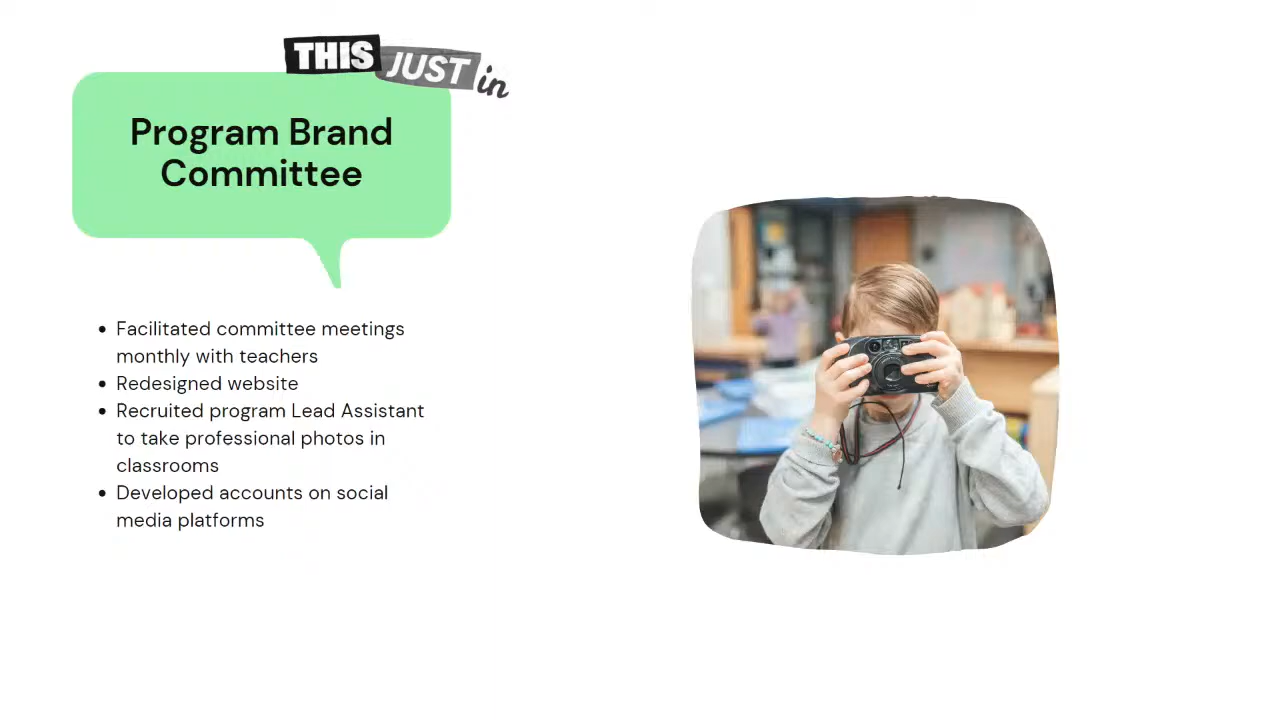 THIS JUST in
Program Brand
Committee
• Facilitated committee meetings
monthly with teachers
• Redesigned website
• Recruited program Lead Assistant
to take professional photos in
classrooms
• Developed accounts on social
media platforms